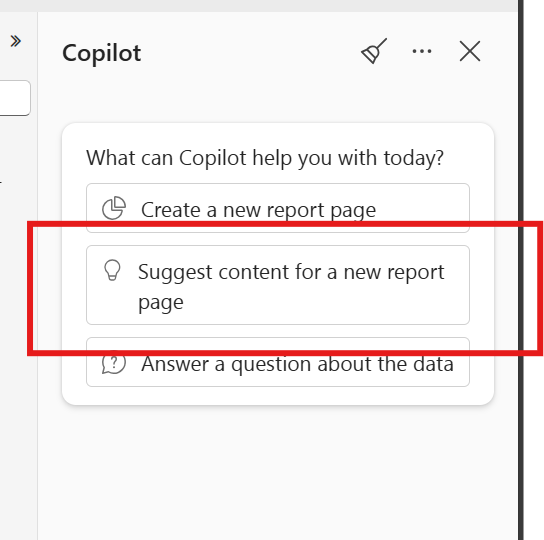 Copilot
What can Copilot help you with today?
Create a new report page
Suggest content for a new report
page
Answer a question about the data